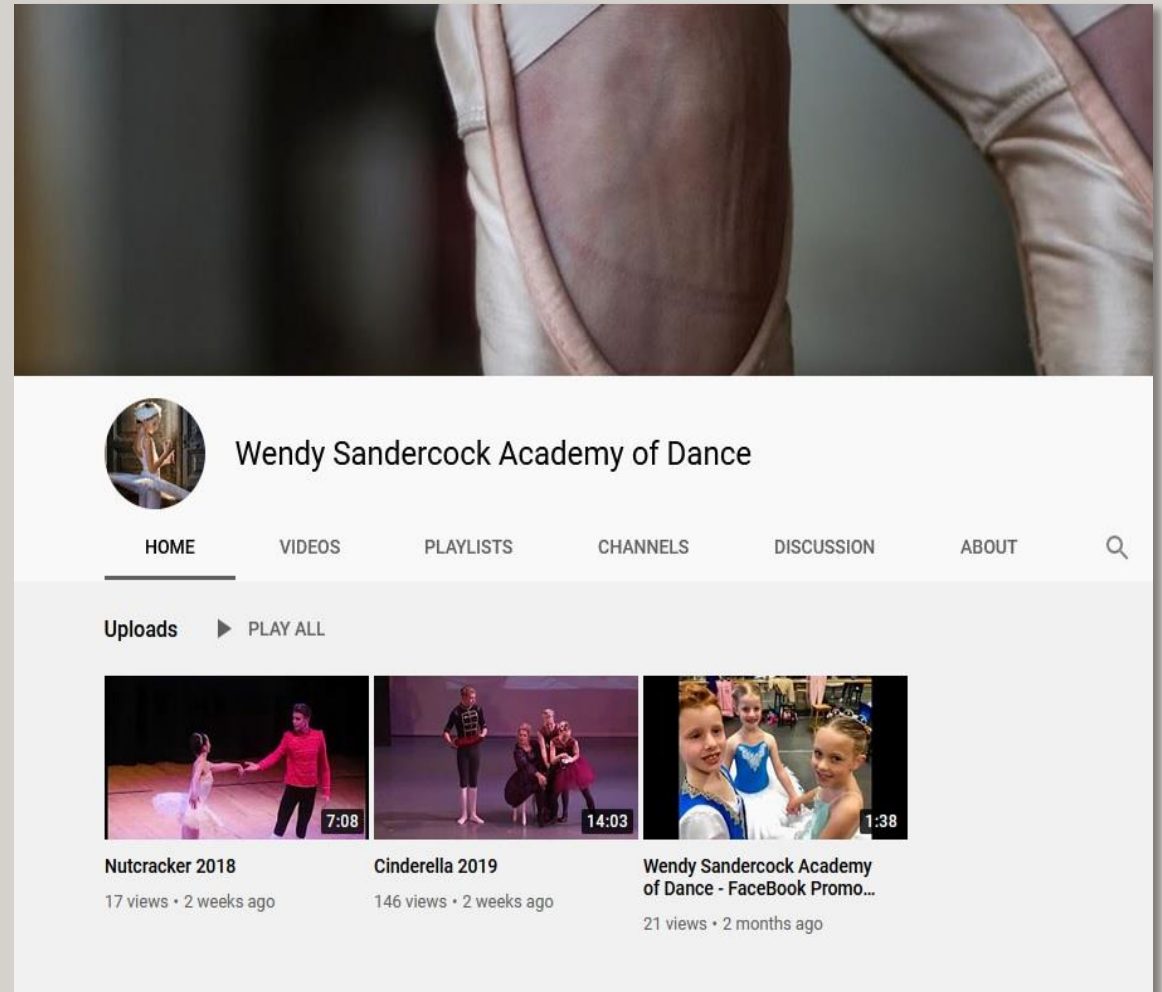 Wendy Sandercock Academy of Dance
HOME VIDEOS PLAYLISTS CHANNELS DISCUSSION ABOUT
Uploads PLAY ALL
7:08 14:03 1:38
Nutcracker 2018
17 views • 2 weeks ago
Cinderella 2019
146 views • 2 weeks ago
Wendy Sandercock Academy
of Dance - FaceBook Promo...
21 views • 2 months ago